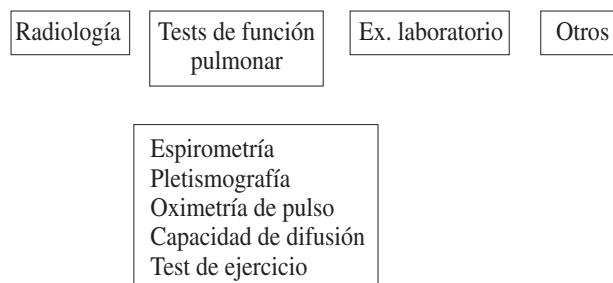 Radiología
Tests de función
pulmonar
Ex. laboratorio
Otros
Espirometría
Pletismografía
Oximetría de pulso
Capacidad de difusión
Test de ejercicio